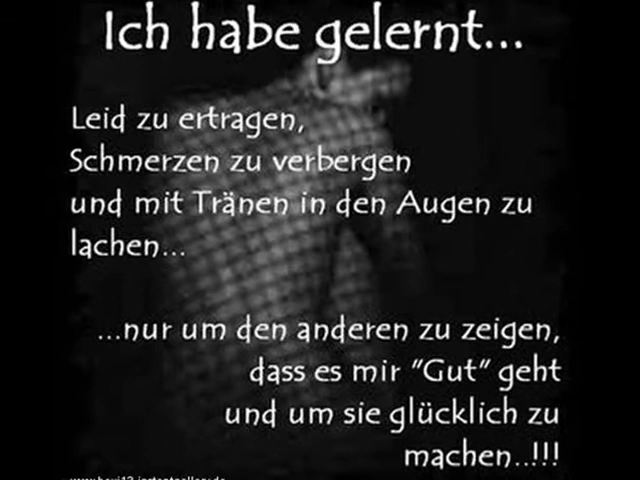 Ich habe gelernt...
Leid zu ertragen,
Schmerzen zu verbergen
und mit Tränen in den Augen zu
lachen...
...nur um den anderen zu zeigen,
dass es mir "Gut" geht
und um sie glücklich zu
machen..!!!